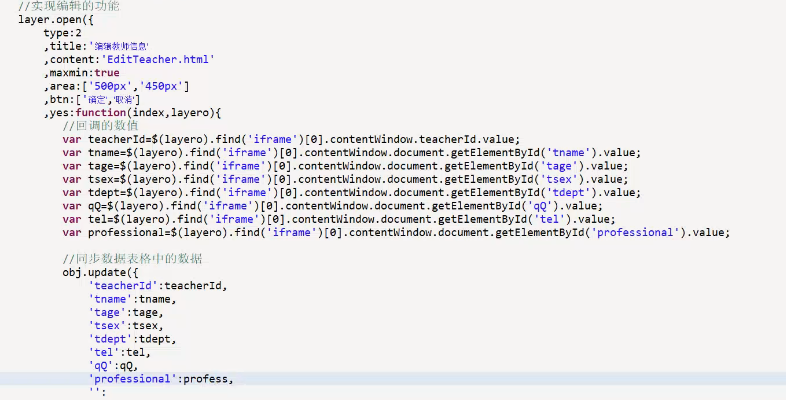 //实现编辑的功能
layer.open({
type:2
,title:'编辑教师信息'
,content:'EditTeacher.html'
,maxmin:true
,area:['500px','450px']
,btn:['确定','取消']
,yes:function(index,layero){
//回调的数值
var teacherId=$(layero).find('iframe')[0].contentWindow.teacherId.value;
var tname=$(layero).find('iframe')[0].contentWindow.document.getElementById('tname').value;
var tage=$(layero).find('iframe')[0].contentWindow.document.getElementById('tage').value;
var tsex=$(layero).find('iframe')[0].contentWindow.document.getElementById('tsex').value;
var tdept=$(layero).find('iframe')[0].contentWindow.document.getElementById('tdept').value;
var qQ=$(layero).find('iframe')[0].contentWindow.document.getElementById('qQ').value;
var tel=$(layero).find('iframe')[0].contentWindow.document.getElementById('tel').value;
var professional=$(layero).find('iframe')[0].contentWindow.document.getElementById('professional').value;
//同步数据表格中的数据
obj.update({
'teacherId':teacherId,
'tname':tname,
'tage':tage,
'tsex':tsex,
'tdept':tdept,
'tel':tel,
'qQ':qQ,
'professional':profess,
'':